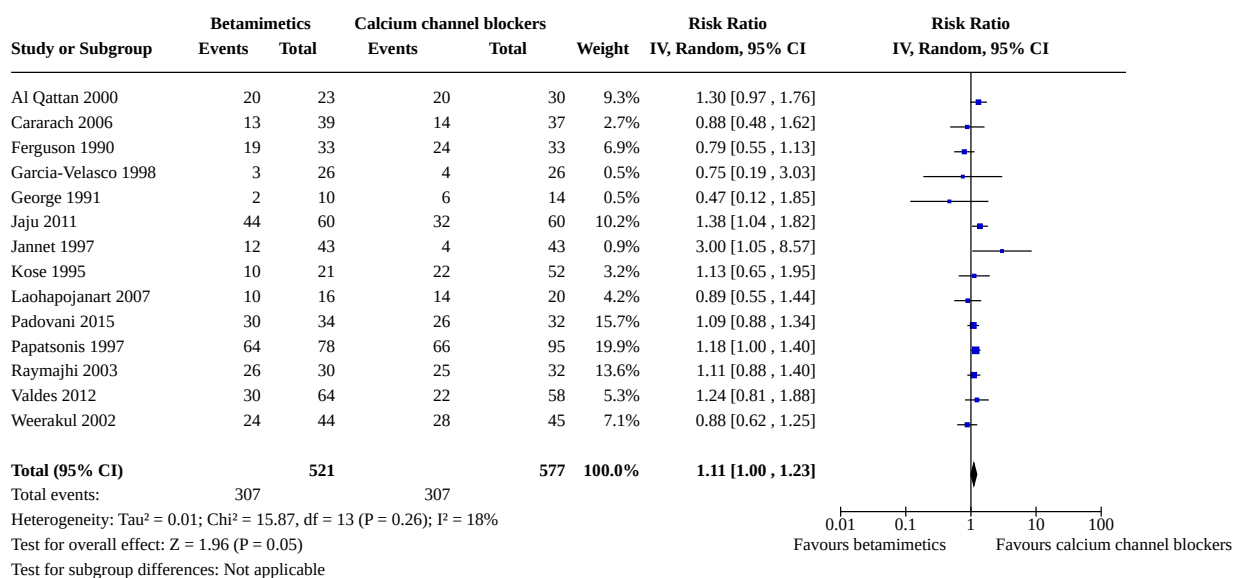 Betamimetics Calcium channel blockers Risk Ratio Risk Ratio
Study or Subgroup Events Total Events Total Weight IV, Random, 95% CI IV, Random, 95% CI
Al Qattan 2000 20 23 20 30 9.3% 1.30 [0.97 , 1.76]
Cararach 2006 13 39 14 37 2.7% 0.88 [0.48 , 1.62]
Ferguson 1990 19 33 24 33 6.9% 0.79 [0.55 , 1.13]
Garcia-Velasco 1998 3 26 4 26 0.5% 0.75 [0.19 , 3.03]
George 1991 2 10 6 14 0.5% 0.47 [0.12 , 1.85]
Jaju 2011 44 60 32 60 10.2% 1.38 [1.04 , 1.82]
Jannet 1997 12 43 4 43 0.9% 3.00 [1.05 , 8.57]
Kose 1995 10 21 22 52 3.2% 1.13 [0.65 , 1.95]
Laohapojanart 2007 10 16 14 20 4.2% 0.89 [0.55 , 1.44]
Padovani 2015 30 34 26 32 15.7% 1.09 [0.88 , 1.34]
Papatsonis 1997 64 78 66 95 19.9% 1.18 [1.00 , 1.40]
Raymajhi 2003 26 30 25 32 13.6% 1.11 [0.88 , 1.40]
Valdes 2012 30 64 22 58 5.3% 1.24 [0.81 , 1.88]
Weerakul 2002 24 44 28 45 7.1% 0.88 [0.62 , 1.25]
Total (95% CI) 521 577 100.0% 1.11 [1.00 , 1.23]
Total events: 307 307
Heterogeneity: Tau² = 0.01; Chi² = 15.87, df = 13 (P = 0.26); I² = 18%
0.01 0.1 1 10 100
Test for overall effect: Z = 1.96 (P = 0.05)
Favours betamimetics Favours calcium channel blockers
Test for subgroup differences: Not applicable